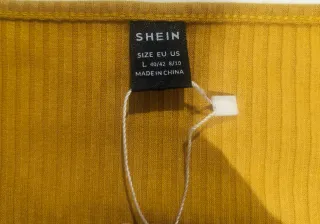 SHEIN
SIZE EU US
L 40/42 8/10
MADE IN CHINA